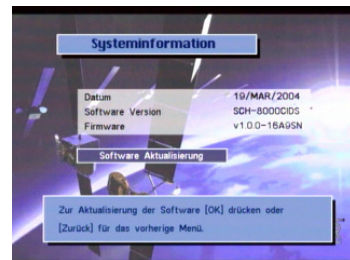 Systeminformation
Datum 19/MAR/2004
Software Version SCH-8000CIDS
Firmware v1.0.0-16A9SN
Software Aktualisierung
Zur Aktualisierung der Software [OK] drücken oder
[Zurück] für das vorherige Menü.